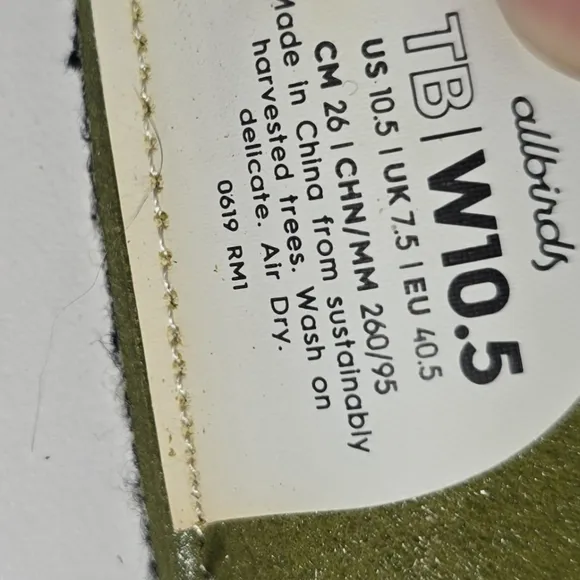 allbirds
TB | W10.5
US 10.5 | UK 7.5 | EU 40.5
CM 26 | CHN/MM 260/95
Made in China from sustainably
harvested trees. Wash on
delicate. Air Dry.
0619 RM1